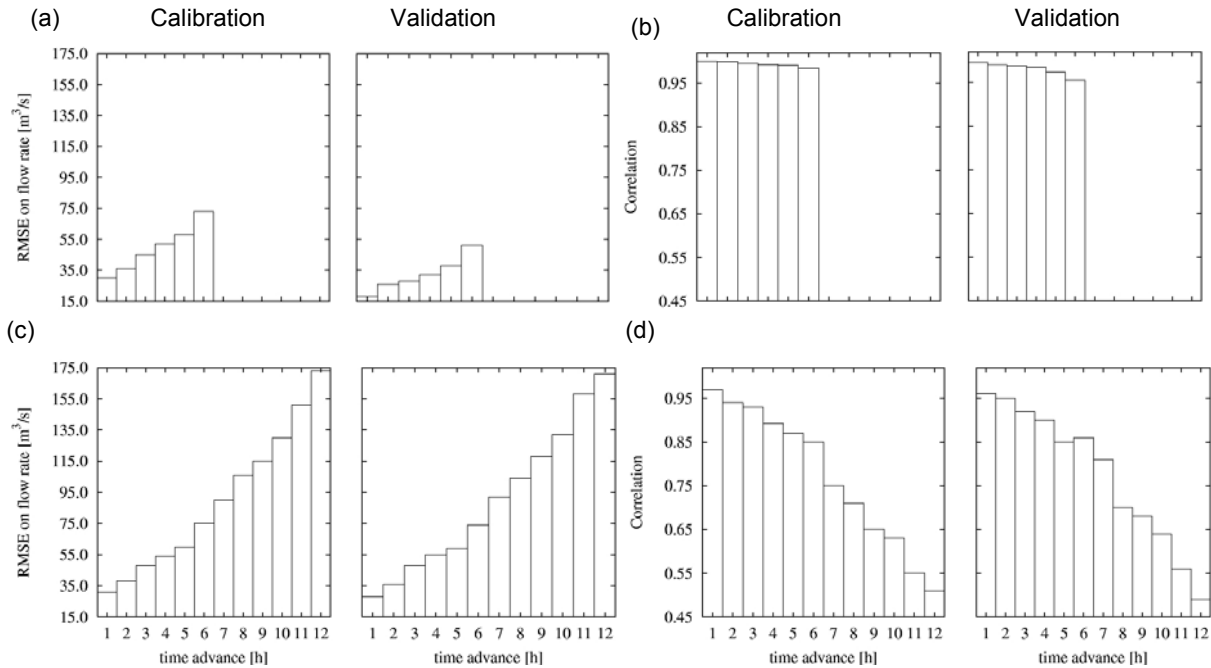 (a) Calibration Validation (b) Calibration Validation
RMSE on flow rate [m³/s]
175.0
155.0
135.0
115.0
95.0
75.0
55.0
35.0
15.0
Correlation
0.95
0.85
0.75
0.65
0.55
0.45
(c) (d)
RMSE on flow rate [m³/s]
175.0
155.0
135.0
115.0
95.0
75.0
55.0
35.0
15.0
1 2 3 4 5 6 7 8 9 10 11 12
time advance [h]
1 2 3 4 5 6 7 8 9 10 11 12
time advance [h]
Correlation
0.95
0.85
0.75
0.65
0.55
0.45
1 2 3 4 5 6 7 8 9 10 11 12
time advance [h]
1 2 3 4 5 6 7 8 9 10 11 12
time advance [h]